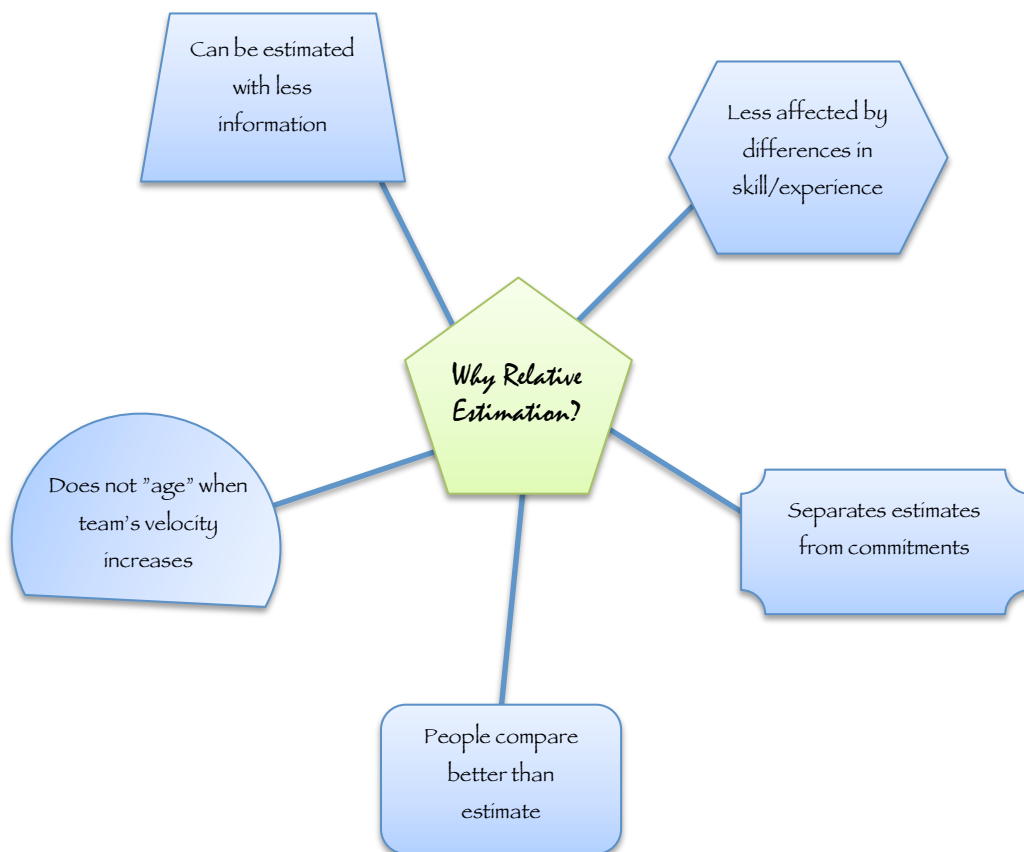 Can be estimated
with less
information
Less affected by
differences in
skill/experience
Why Relative
Estimation?
Does not ”age” when
team’s velocity
increases
Separates estimates
from commitments
People compare
better than
estimate